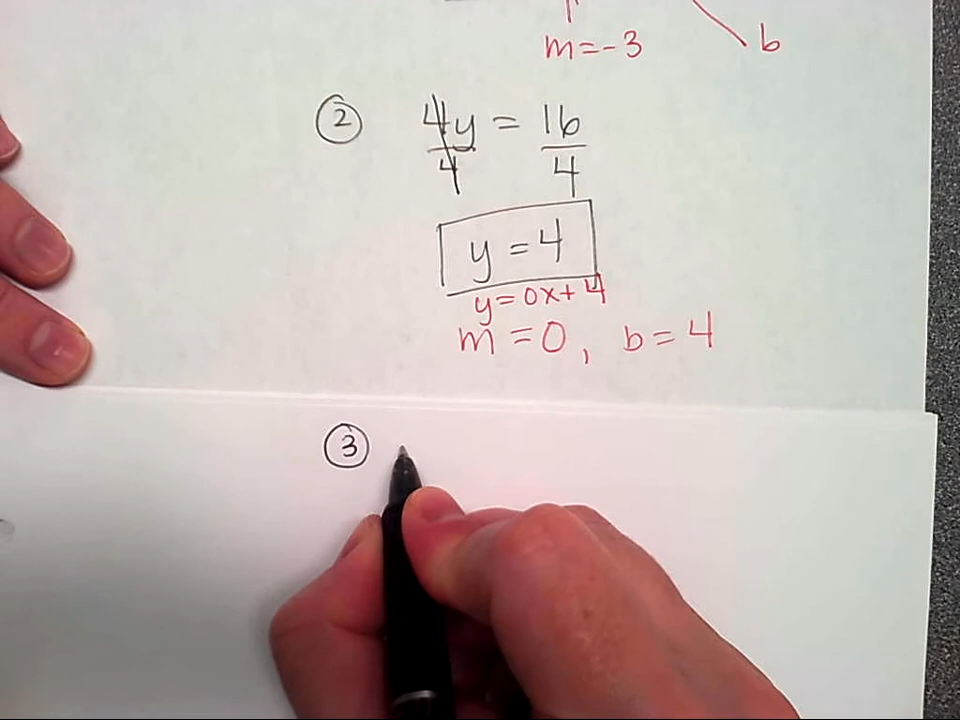 m=-3 b
② 4y = 16
4 4
y = 4
y=0x+4
m=0, b=4
③